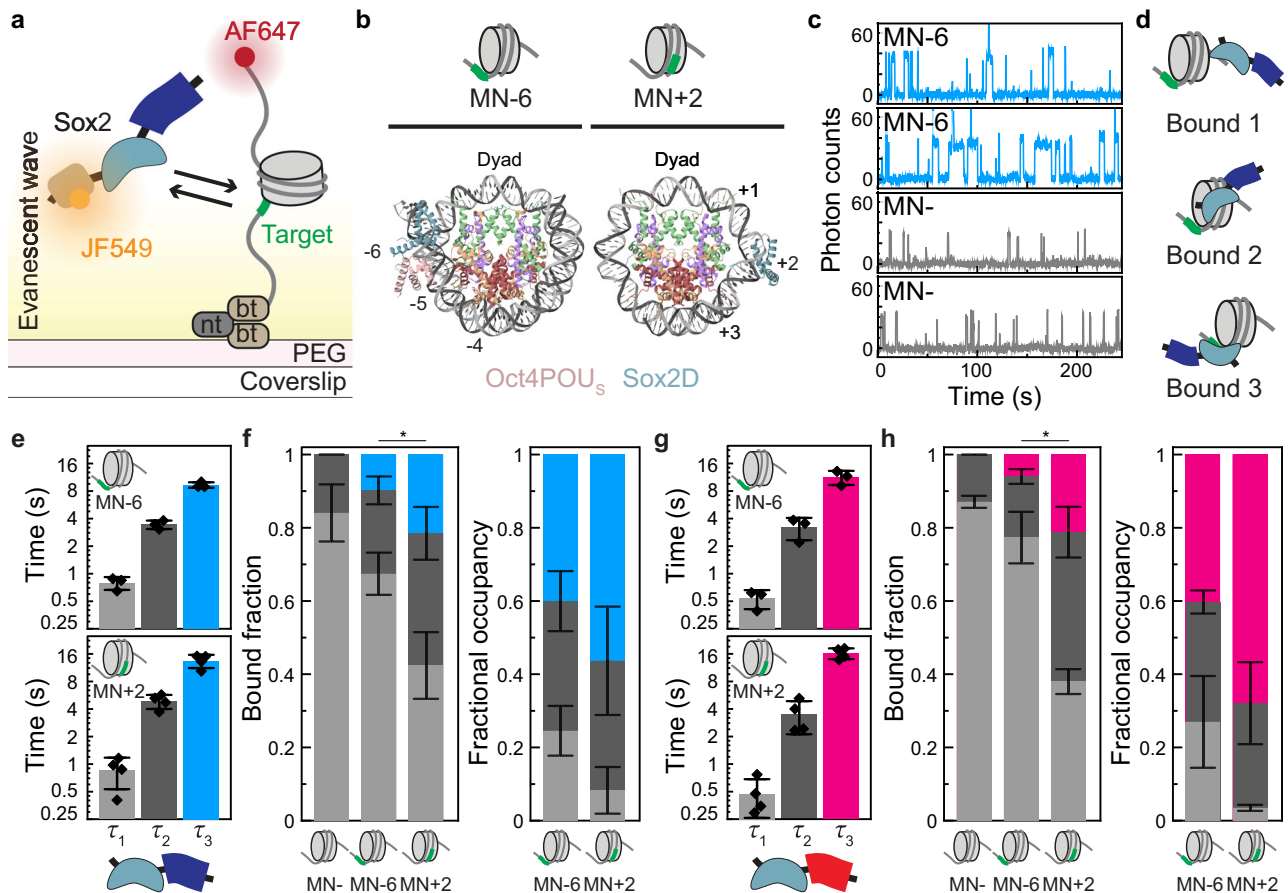 a
AF647
Sox2
JF549
Target
Evanescent wave
bt
nt
bt
PEG
Coverslip
b
MN-6
MN+2
Dyad
Dyad
-6
-5
-4
+1
+2
+3
Oct4POUS Sox2D
c
Photon counts
60
MN-6
0
60
MN-6
0
60
MN-
0
60
MN-
0
0 100 200
Time (s)
d
Bound 1
Bound 2
Bound 3
e
Time (s)
16
8
4
2
1
0.5
0.25
MN-6
Time (s)
16
8
4
2
1
0.5
0.25
MN+2
τ1 τ2 τ3
f
*
Bound fraction
1
0.8
0.6
0.4
0.2
0
MN- MN-6 MN+2
Fractional occupancy
1
0.8
0.6
0.4
0.2
0
MN-6 MN+2
g
Time (s)
16
8
4
2
1
0.5
0.25
MN-6
Time (s)
16
8
4
2
1
0.5
0.25
MN+2
τ1 τ2 τ3
h
*
Bound fraction
1
0.8
0.6
0.4
0.2
0
MN- MN-6 MN+2
Fractional occupancy
1
0.8
0.6
0.4
0.2
0
MN-6 MN+2